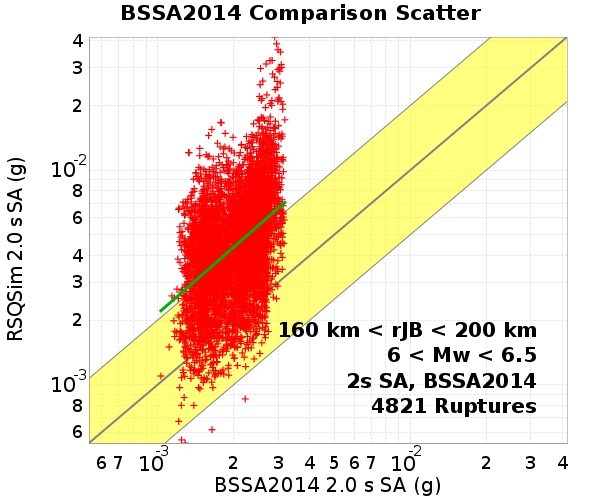 BSSA2014 Comparison Scatter
RSQSim 2.0 s SA (g)
4
3
2
10-2
8
6
4
3
2
10-3
8
6
160 km < rJB < 200 km
6 < Mw < 6.5
2s SA, BSSA2014
4821 Ruptures
6 7 10-3 2 3 4 5 6 7 10-2 2 3 4
BSSA2014 2.0 s SA (g)